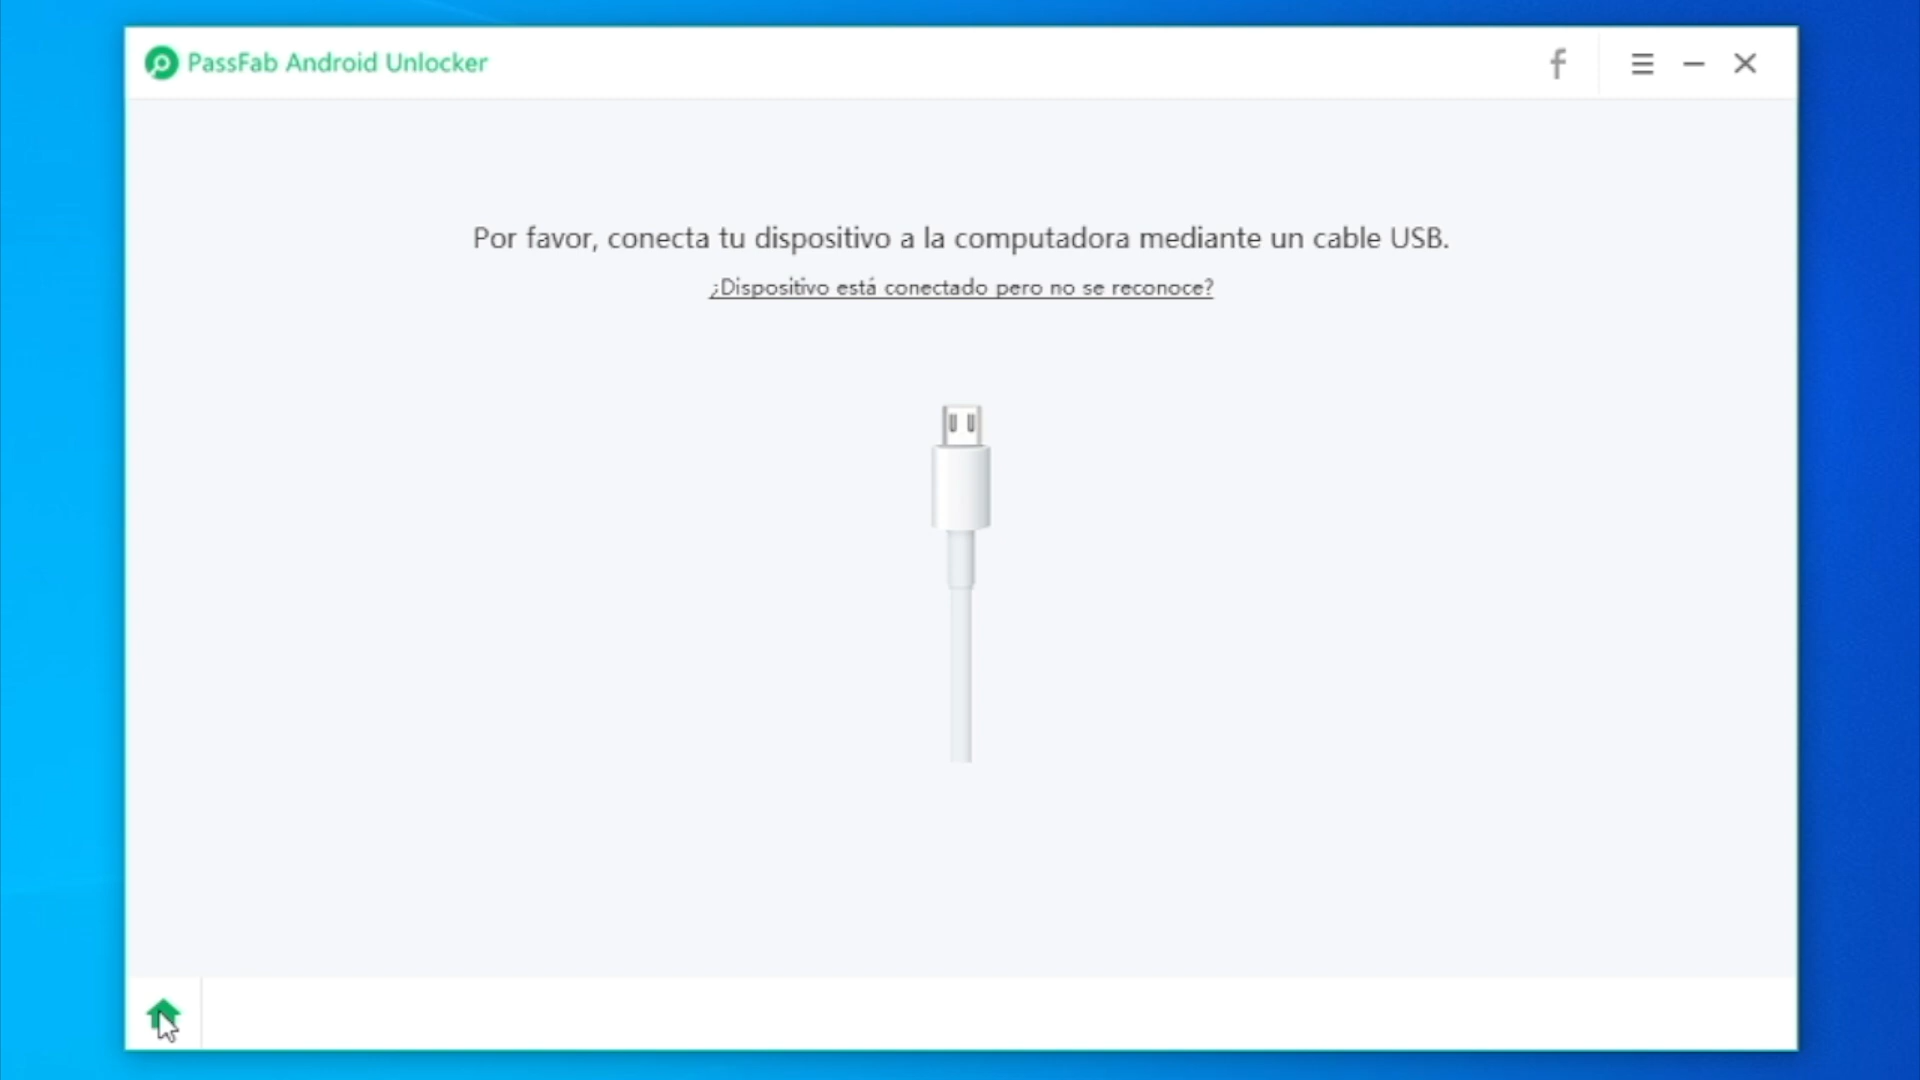 PassFab Android Unlocker
Por favor, conecta tu dispositivo a la computadora mediante un cable USB.
¿Dispositivo está conectado pero no se reconoce?